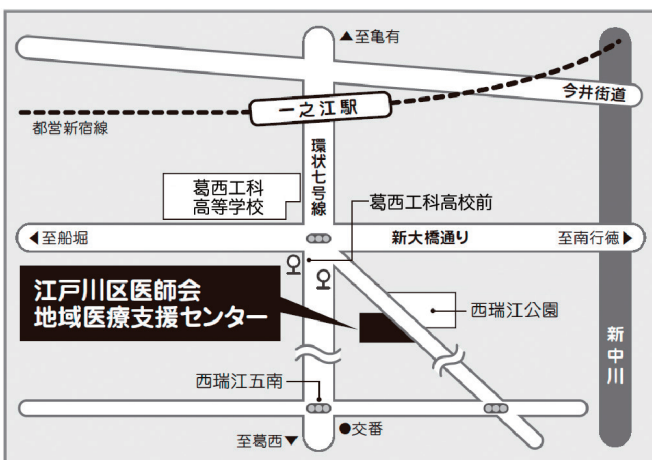 ▲至亀有
今井街道
一之江駅
都営新宿線
環状七号線
葛西工科
高等学校
葛西工科高校前
◀至船堀
新大橋通り
至南行徳▶
江戸川区医師会
地域医療支援センター
西瑞江公園
新中川
西瑞江五南
至葛西▼
●交番